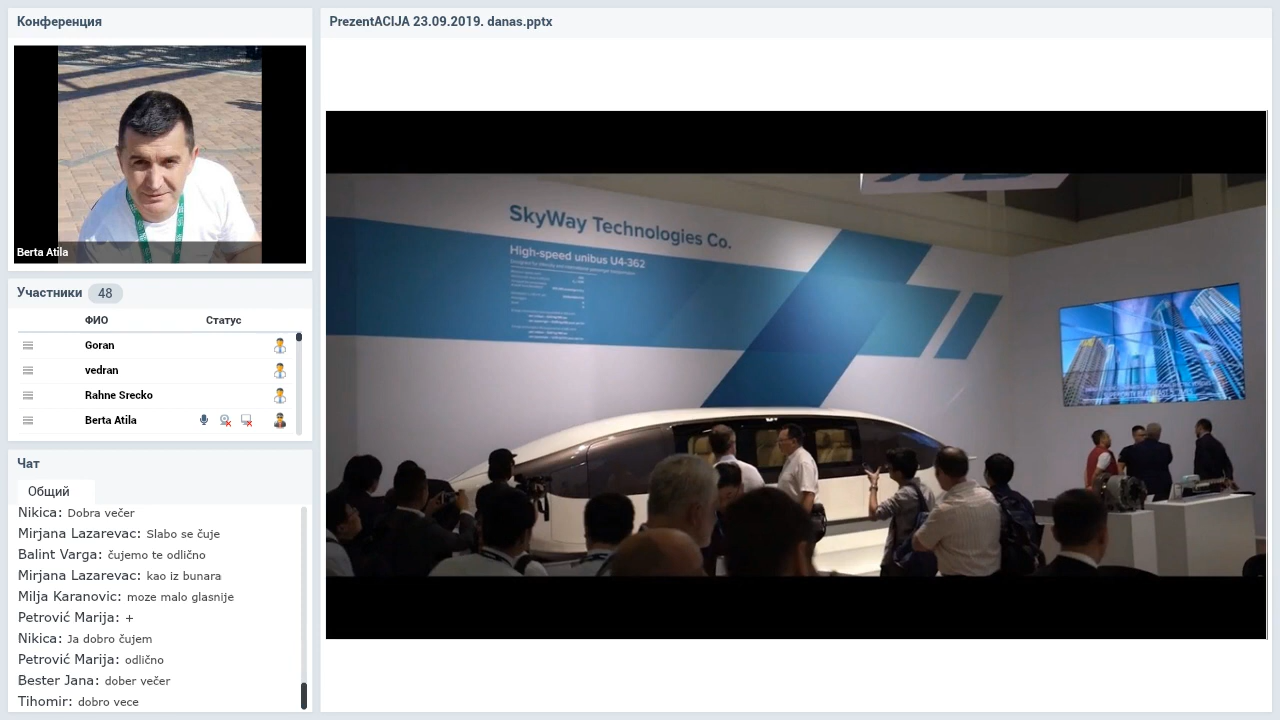 Конференция
Berta Atila
Участники 48
ФИО Статус
Goran
vedran
Rahne Srecko
Berta Atila
Чат
Общий
Nikica: Dobra večer
Mirjana Lazarevac: Slabo se čuje
Balint Varga: čujemo te odlično
Mirjana Lazarevac: kao iz bunara
Milja Karanovic: moze malo glasnije
Petrović Marija: +
Nikica: Ja dobro čujem
Petrović Marija: odlično
Bester Jana: dober večer
Tihomir: dobro vece
PrezentACIJA 23.09.2019. danas.pptx
SkyWay Technologies Co.
High-speed unibus U4-362